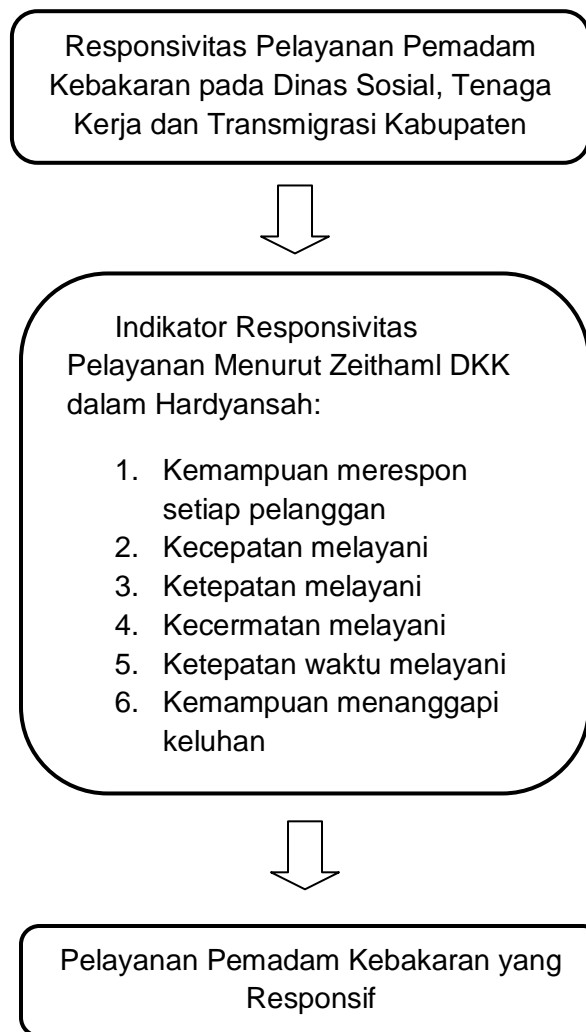 Responsivitas Pelayanan Pemadam
Kebakaran pada Dinas Sosial, Tenaga
Kerja dan Transmigrasi Kabupaten
Indikator Responsivitas
Pelayanan Menurut Zeithaml DKK
dalam Hardyansah:
1. Kemampuan merespon
setiap pelanggan
2. Kecepatan melayani
3. Ketepatan melayani
4. Kecermatan melayani
5. Ketepatan waktu melayani
6. Kemampuan menanggapi
keluhan
Pelayanan Pemadam Kebakaran yang
Responsif